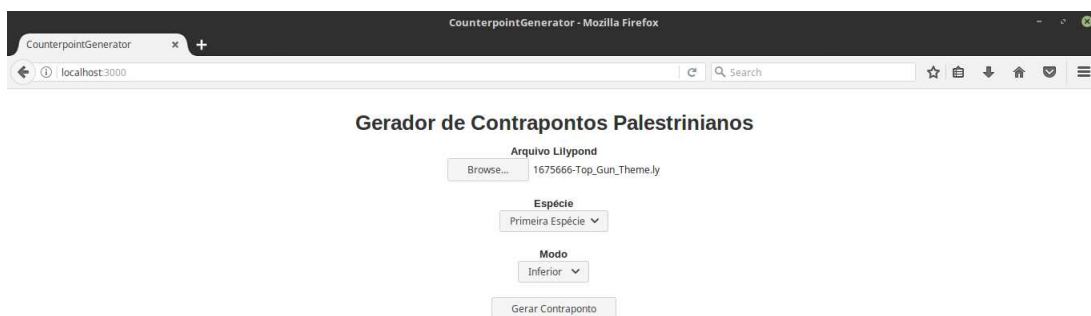 CounterpointGenerator - Mozilla Firefox
CounterpointGenerator × +
localhost:3000 Search
Gerador de Contrapontos Palestrinianos
Arquivo Lilypond
Browse... 1675666-Top_Gun_Theme.ly
Espécie
Primeira Espécie
Modo
Inferior
Gerar Contraponto